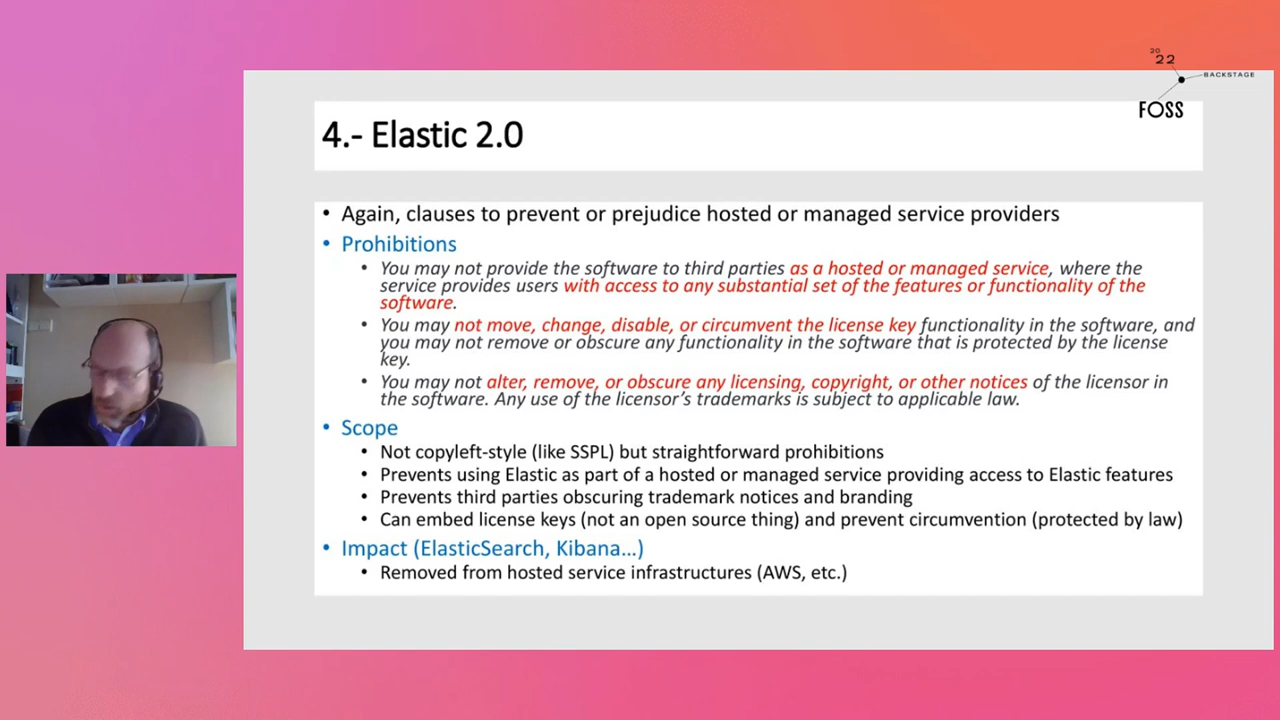 20
22
BACKSTAGE
FOSS
4.- Elastic 2.0
• Again, clauses to prevent or prejudice hosted or managed service providers
• Prohibitions
• You may not provide the software to third parties as a hosted or managed service, where the
service provides users with access to any substantial set of the features or functionality of the
software.
• You may not move, change, disable, or circumvent the license key functionality in the software, and
you may not remove or obscure any functionality in the software that is protected by the license
key.
• You may not alter, remove, or obscure any licensing, copyright, or other notices of the licensor in
the software. Any use of the licensor’s trademarks is subject to applicable law.
• Scope
• Not copyleft-style (like SSPL) but straightforward prohibitions
• Prevents using Elastic as part of a hosted or managed service providing access to Elastic features
• Prevents third parties obscuring trademark notices and branding
• Can embed license keys (not an open source thing) and prevent circumvention (protected by law)
• Impact (ElasticSearch, Kibana…)
• Removed from hosted service infrastructures (AWS, etc.)